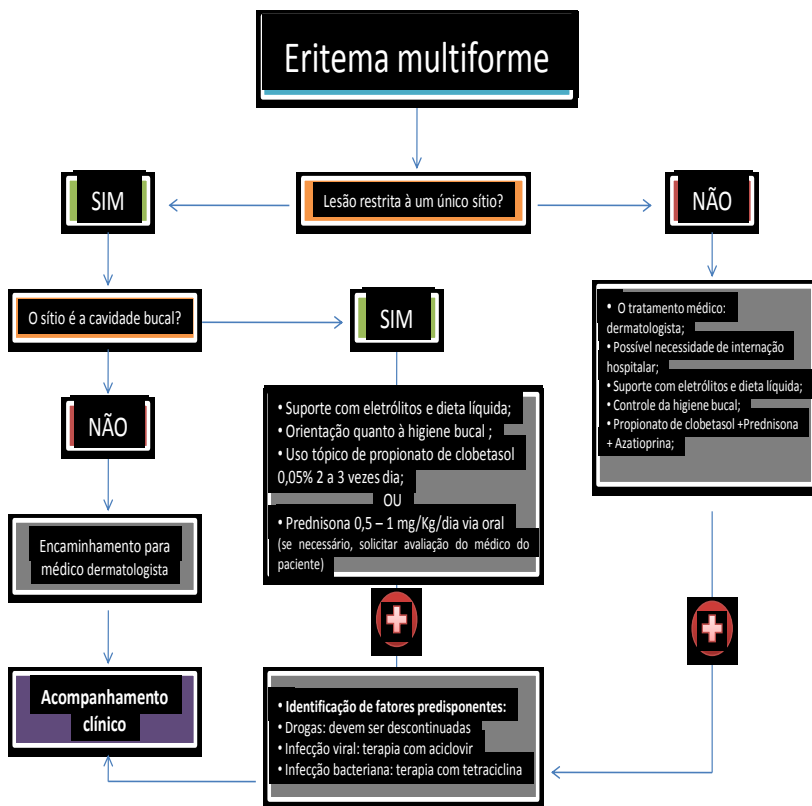 Eritema multiforme
SIM
Lesão restrita à um único sítio?
NÃO
O sítio é a cavidade bucal?
SIM
• O tratamento médico:
dermatologista;
• Possível necessidade de internação
hospitalar;
• Suporte com eletrólitos e dieta líquida;
• Controle da higiene bucal;
• Propionato de clobetasol +Prednisona
+ Azatioprina;
NÃO
• Suporte com eletrólitos e dieta líquida;
• Orientação quanto à higiene bucal ;
• Uso tópico de propionato de clobetasol
0,05% 2 a 3 vezes dia;
OU
• Prednisona 0,5 – 1 mg/Kg/dia via oral
(se necessário, solicitar avaliação do médico do
paciente)
Encaminhamento para
médico dermatologista
Acompanhamento
clínico
• Identificação de fatores predisponentes:
• Drogas: devem ser descontinuadas
• Infecção viral: terapia com aciclovir
• Infecção bacteriana: terapia com tetraciclina